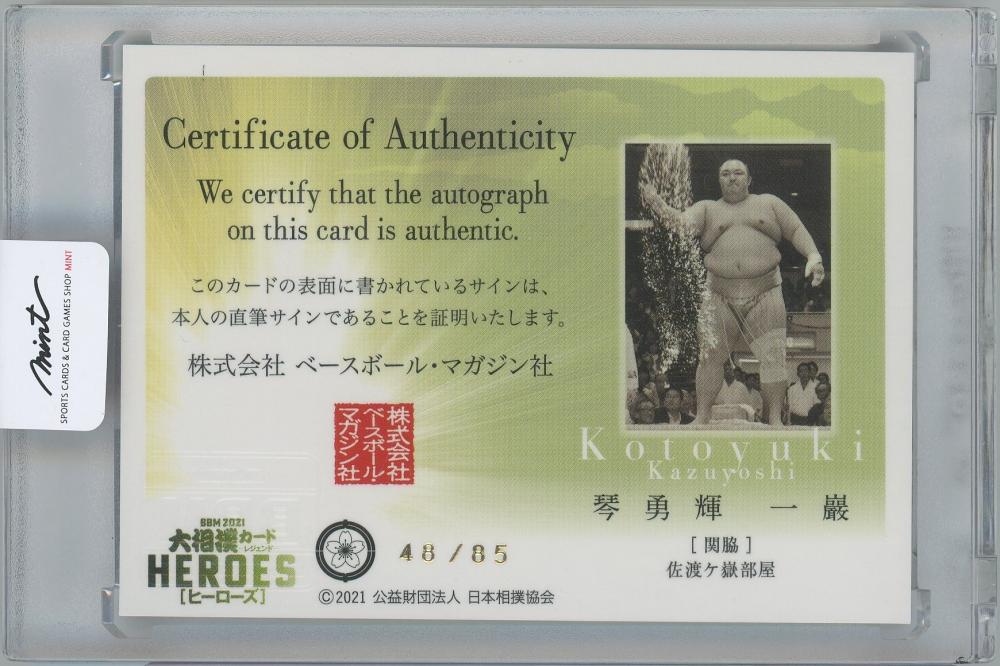 Certificate of Authenticity
We certify that the autograph
on this card is authentic.
このカードの表面に書かれているサインは、
本人の直筆サインであることを証明いたします。
株式会社 ベースボール・マガジン社
株式会社
ベースボール・
マガジン社
Kotoyuki
Kazuyoshi
琴勇輝 一巖
[関脇]
佐渡ケ嶽部屋
BBM 2021
大相撲カード
レジェンド
HEROES
[ヒーローズ]
48/85
©2021 公益財団法人 日本相撲協会
mint
SPORTS CARDS & CARD GAMES SHOP MINT